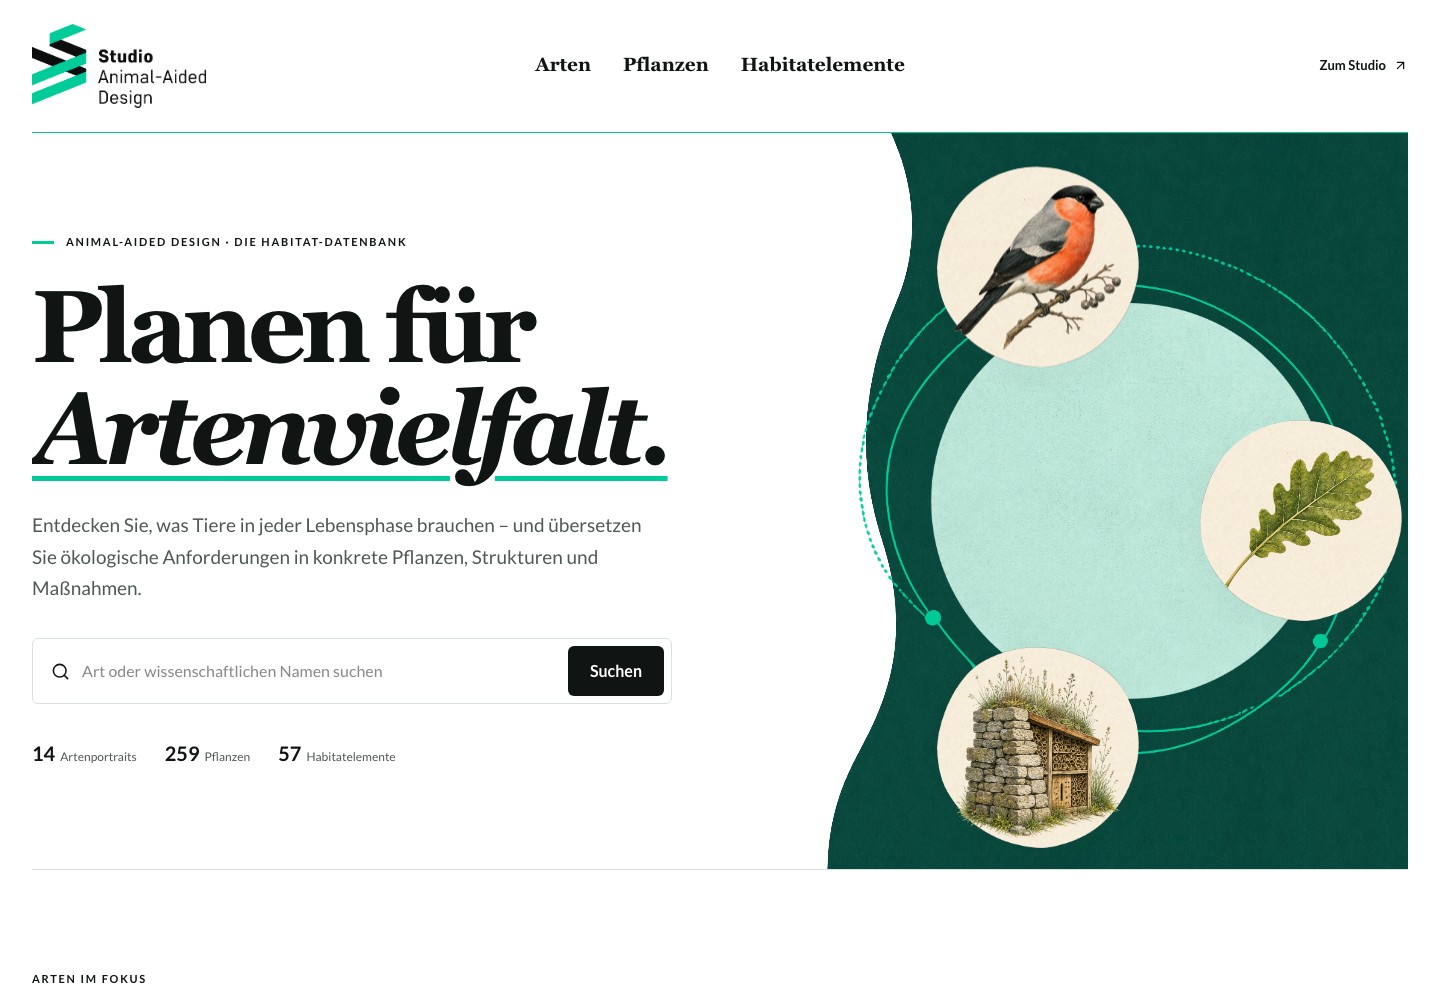 Studio
Animal-Aided
Design
Arten
Pflanzen
Habitatelemente
Zum Studio
ANIMAL-AIDED DESIGN · DIE HABITAT-DATENBANK
Planen für
Artenvielfalt.
Entdecken Sie, was Tiere in jeder Lebensphase brauchen – und übersetzen
Sie ökologische Anforderungen in konkrete Pflanzen, Strukturen und
Maßnahmen.
Art oder wissenschaftlichen Namen suchen
Suchen
14 Artenportraits
259 Pflanzen
57 Habitatelemente
ARTEN IM FOKUS